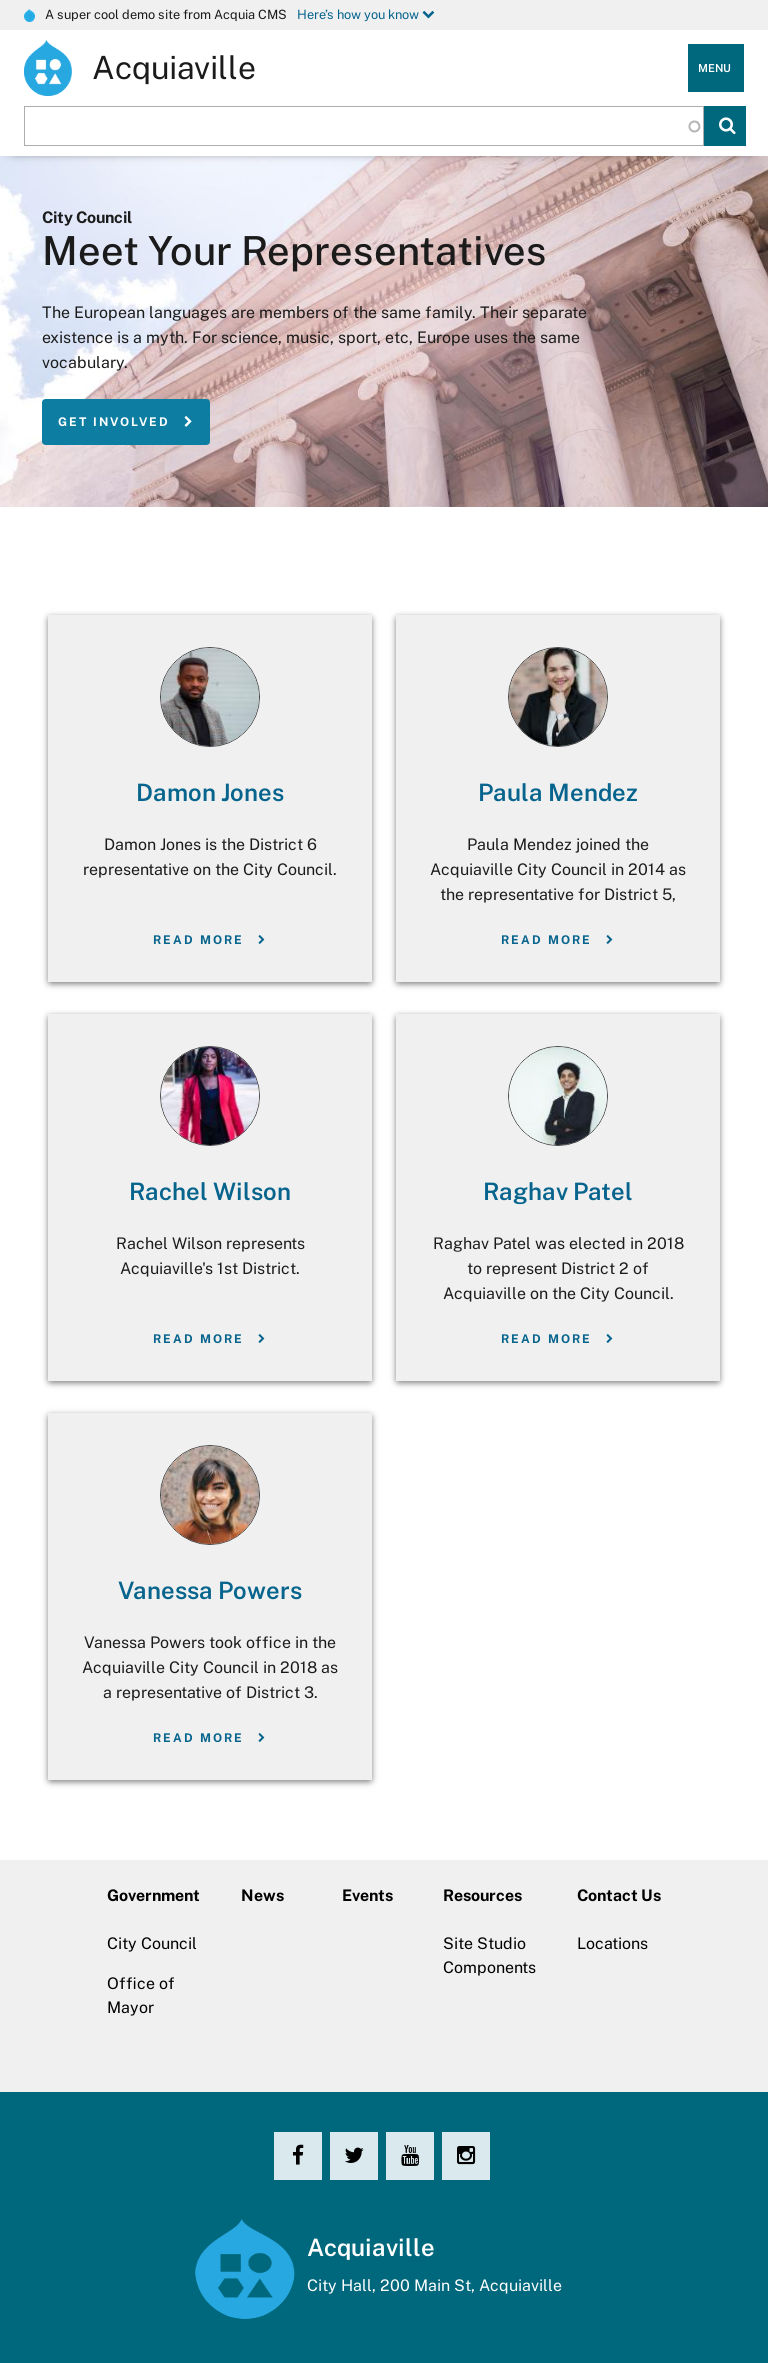 A super cool demo site from Acquia CMS Here's how you know
Acquiaville
MENU
City Council
Meet Your Representatives
The European languages are members of the same family. Their separate
existence is a myth. For science, music, sport, etc, Europe uses the same
vocabulary.
GET INVOLVED
Damon Jones
Damon Jones is the District 6
representative on the City Council.
READ MORE
Paula Mendez
Paula Mendez joined the
Acquiaville City Council in 2014 as
the representative for District 5,
READ MORE
Rachel Wilson
Rachel Wilson represents
Acquiaville's 1st District.
READ MORE
Raghav Patel
Raghav Patel was elected in 2018
to represent District 2 of
Acquiaville on the City Council.
READ MORE
Vanessa Powers
Vanessa Powers took office in the
Acquiaville City Council in 2018 as
a representative of District 3.
READ MORE
Government
City Council
Office of
Mayor
News
Events
Resources
Site Studio
Components
Contact Us
Locations
You
Tube
Acquiaville
City Hall, 200 Main St, Acquiaville